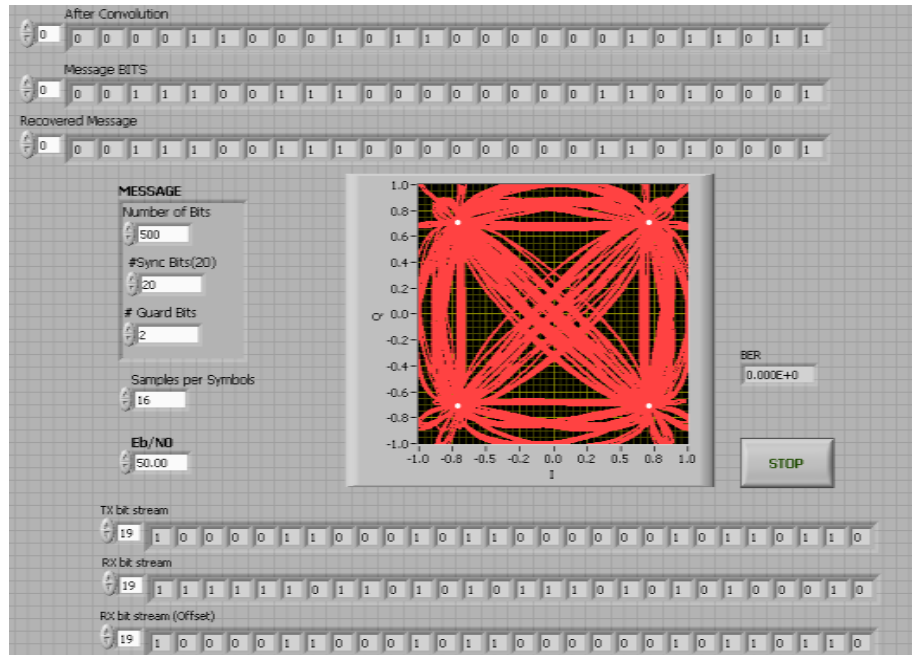 After Convolution
0 0 0 0 0 1 1 0 0 0 1 0 1 1 0 0 0 0 0 0 1 0 1 1 0 1 1
Message BITS
0 0 0 1 1 1 0 0 1 1 1 0 0 0 0 0 0 0 0 1 1 0 1 0 0 0 1
Recovered Message
0 0 0 1 1 1 0 0 1 1 1 0 0 0 0 0 0 0 0 1 1 0 1 0 0 0 1
MESSAGE
Number of Bits
500
#Sync Bits(20)
20
# Guard Bits
2
Samples per Symbols
16
Eb/N0
50.00
1.0
0.8
0.6
0.4
0.2
0.0
-0.2
-0.4
-0.6
-0.8
-1.0
Q
-1.0 -0.8 -0.5 -0.2 0.0 0.2 0.5 0.8 1.0
I
BER
0.000E+0
STOP
TX bit stream
19 1 0 0 0 0 1 1 0 0 0 1 0 1 1 0 0 0 0 0 0 1 0 1 1 0 1 1 0
RX bit stream
19 1 1 1 1 1 1 0 1 1 0 1 0 1 1 0 1 1 0 1 0 1 0 1 0 0 0 1 0
RX bit stream (Offset)
19 1 0 0 0 0 1 1 0 0 0 1 0 1 1 0 0 0 0 0 0 1 0 1 1 0 1 1 0